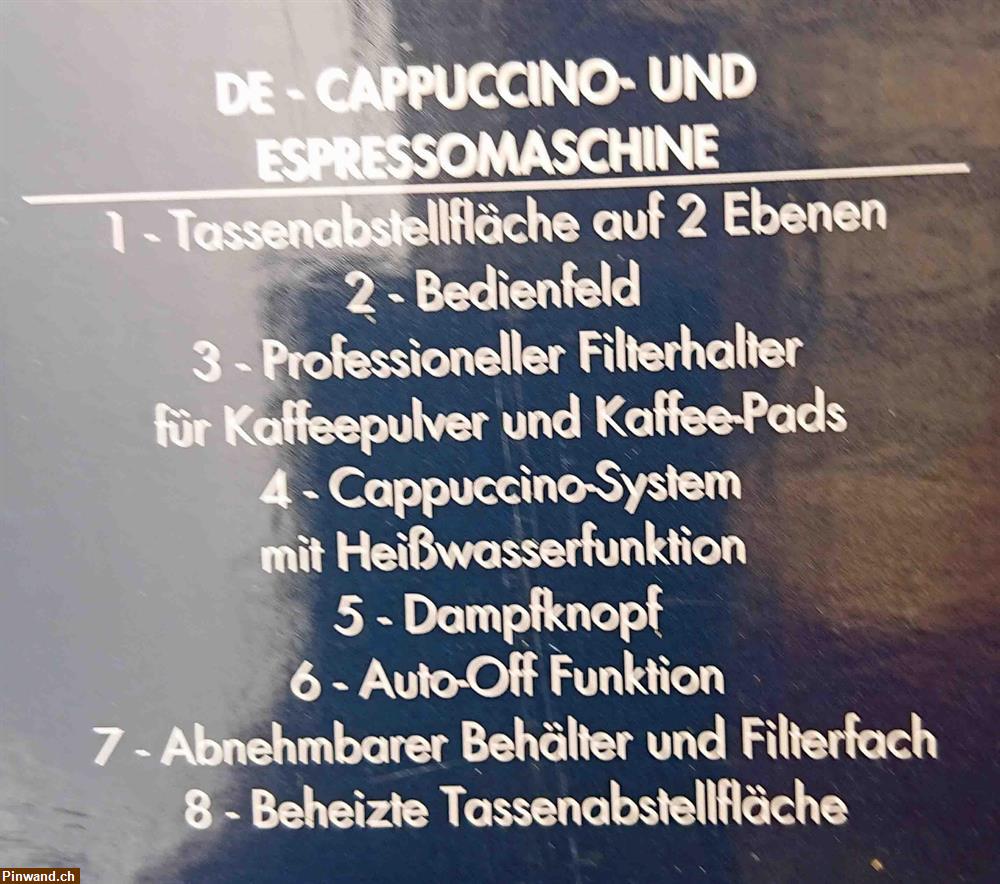 DE - CAPPUCCINO- UND
ESPRESSOMASCHINE
1 - Tassenabstellfläche auf 2 Ebenen
2 - Bedienfeld
3 - Professioneller Filterhalter
für Kaffeepulver und Kaffee-Pads
4 - Cappuccino-System
mit Heißwasserfunktion
5 - Dampfknopf
6 - Auto-Off Funktion
7 - Abnehmbarer Behälter und Filterfach
8 - Beheizte Tassenabstellfläche
Pinwand.ch